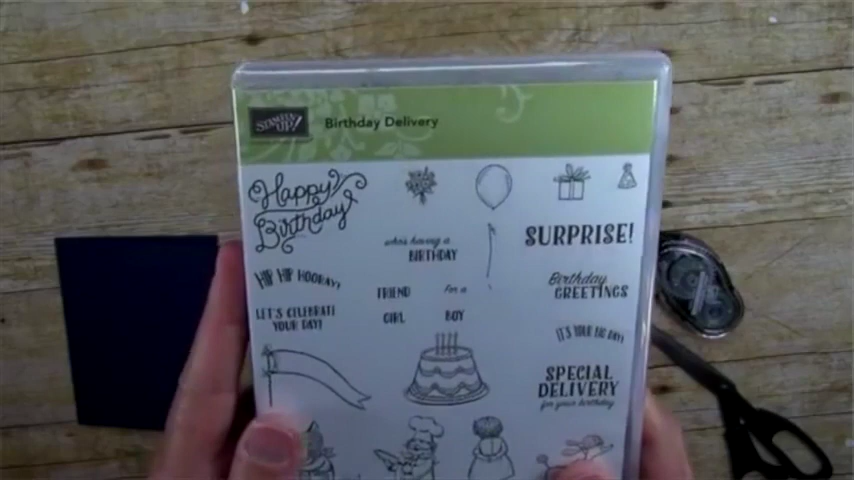 STAMPIN' UP!
Birthday Delivery
Happy
Birthday
SURPRISE!
who's having a
BIRTHDAY
HIP HIP HOORAY!
FRIEND
for a
Birthday
GREETINGS
LET'S CELEBRATE
YOUR DAY!
GIRL
BOY
IT'S YOUR BIG DAY!
SPECIAL
DELIVERY
for your birthday